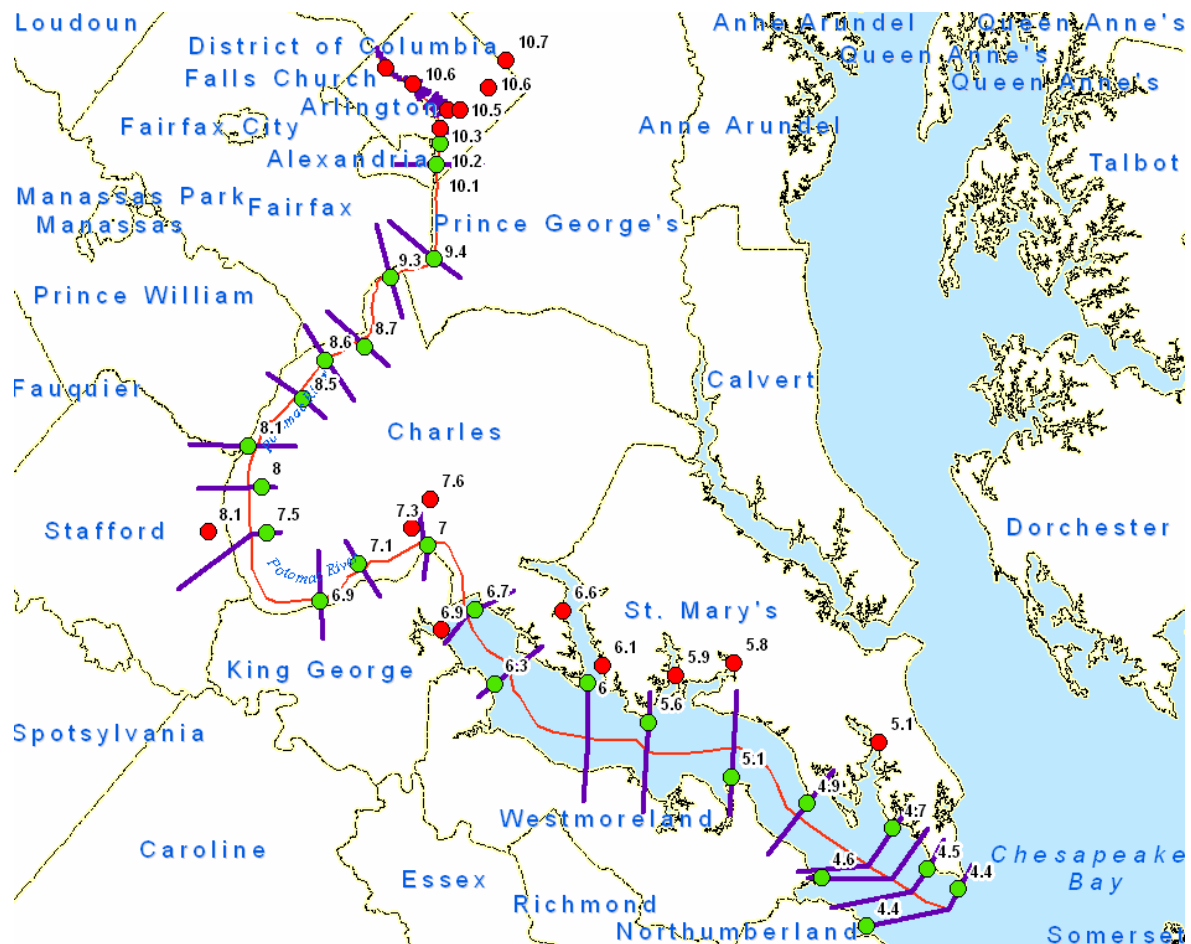 Loudoun
Anne Arundel
Queen Anne's
District of Columbia
10.7
Queen Anne's
Falls Church
10.6
10.6
Queen Anne's
Arlington
10.5
Fairfax City
10.3
Anne Arundel
Alexandria
10.2
Talbot
10.1
Manassas Park
Fairfax
Manassas
Prince George's
9.3
9.4
Prince William
8.7
8.6
8.5
Fauquier
Calvert
8.1
Charles
8
7.6
7.3
8.1
7.5
Stafford
7
Dorchester
7.1
Potomac River
6.9
6.7
6.6
6.9
St. Mary's
6.1
5.9
5.8
King George
6.3
6
5.6
Spotsylvania
5.1
5.1
4.9
Westmoreland
4.7
Caroline
4.6
4.5
Chesapeake
Bay
4.4
Essex
Richmond
4.4
Northumberland
Somerset